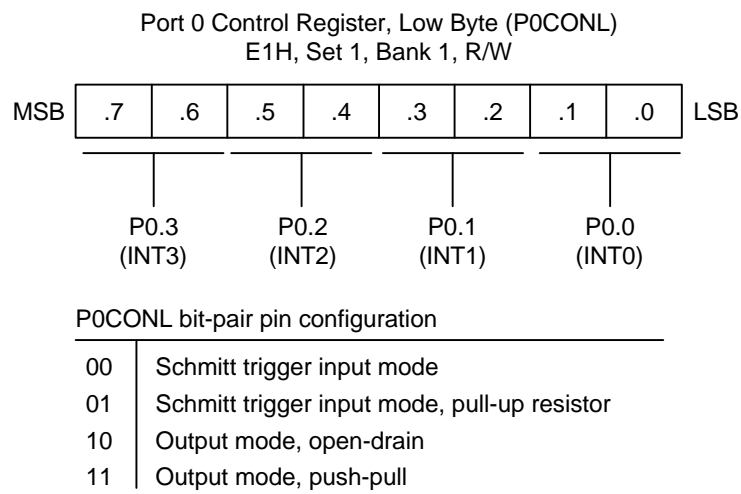 Port 0 Control Register, Low Byte (P0CONL)
E1H, Set 1, Bank 1, R/W
MSB .7 .6 .5 .4 .3 .2 .1 .0 LSB
P0.3 P0.2 P0.1 P0.0
(INT3) (INT2) (INT1) (INT0)
P0CONL bit-pair pin configuration
00 Schmitt trigger input mode
01 Schmitt trigger input mode, pull-up resistor
10 Output mode, open-drain
11 Output mode, push-pull